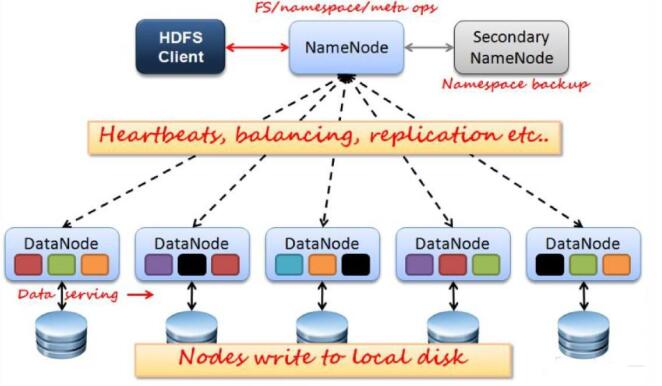 FS/namespace/meta ops
HDFS
Client
NameNode
Secondary
NameNode
Namespace backup
Heartbeats, balancing, replication etc..
DataNode
DataNode
DataNode
DataNode
DataNode
Data serving
Nodes write to local disk